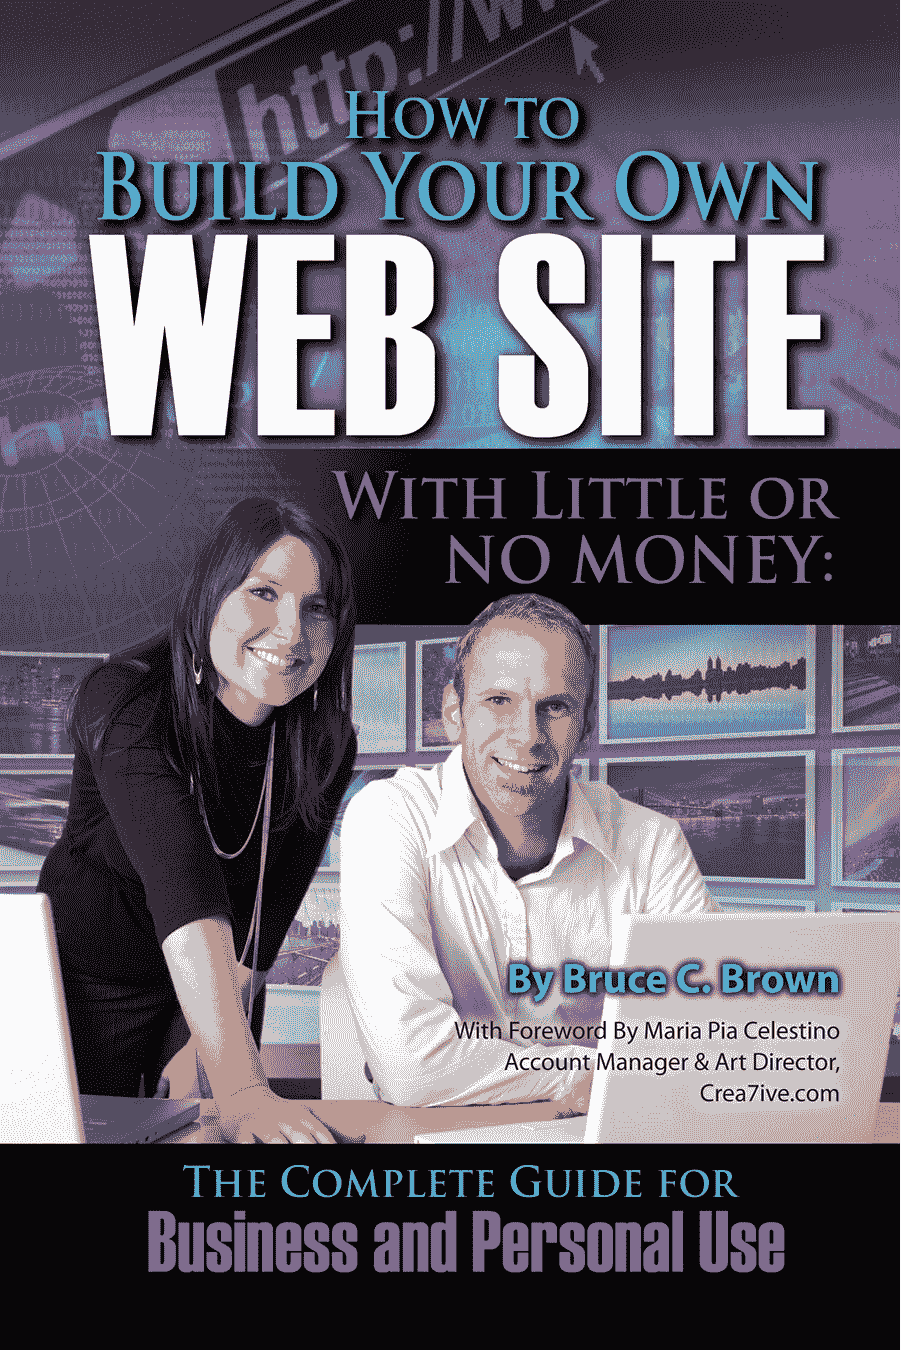 http://w
How to
Build Your Own
WEB SITE
With Little or
no money:
By Bruce C. Brown
With Foreword By Maria Pia Celestino
Account Manager & Art Director,
Crea7ive.com
The Complete Guide for
Business and Personal Use